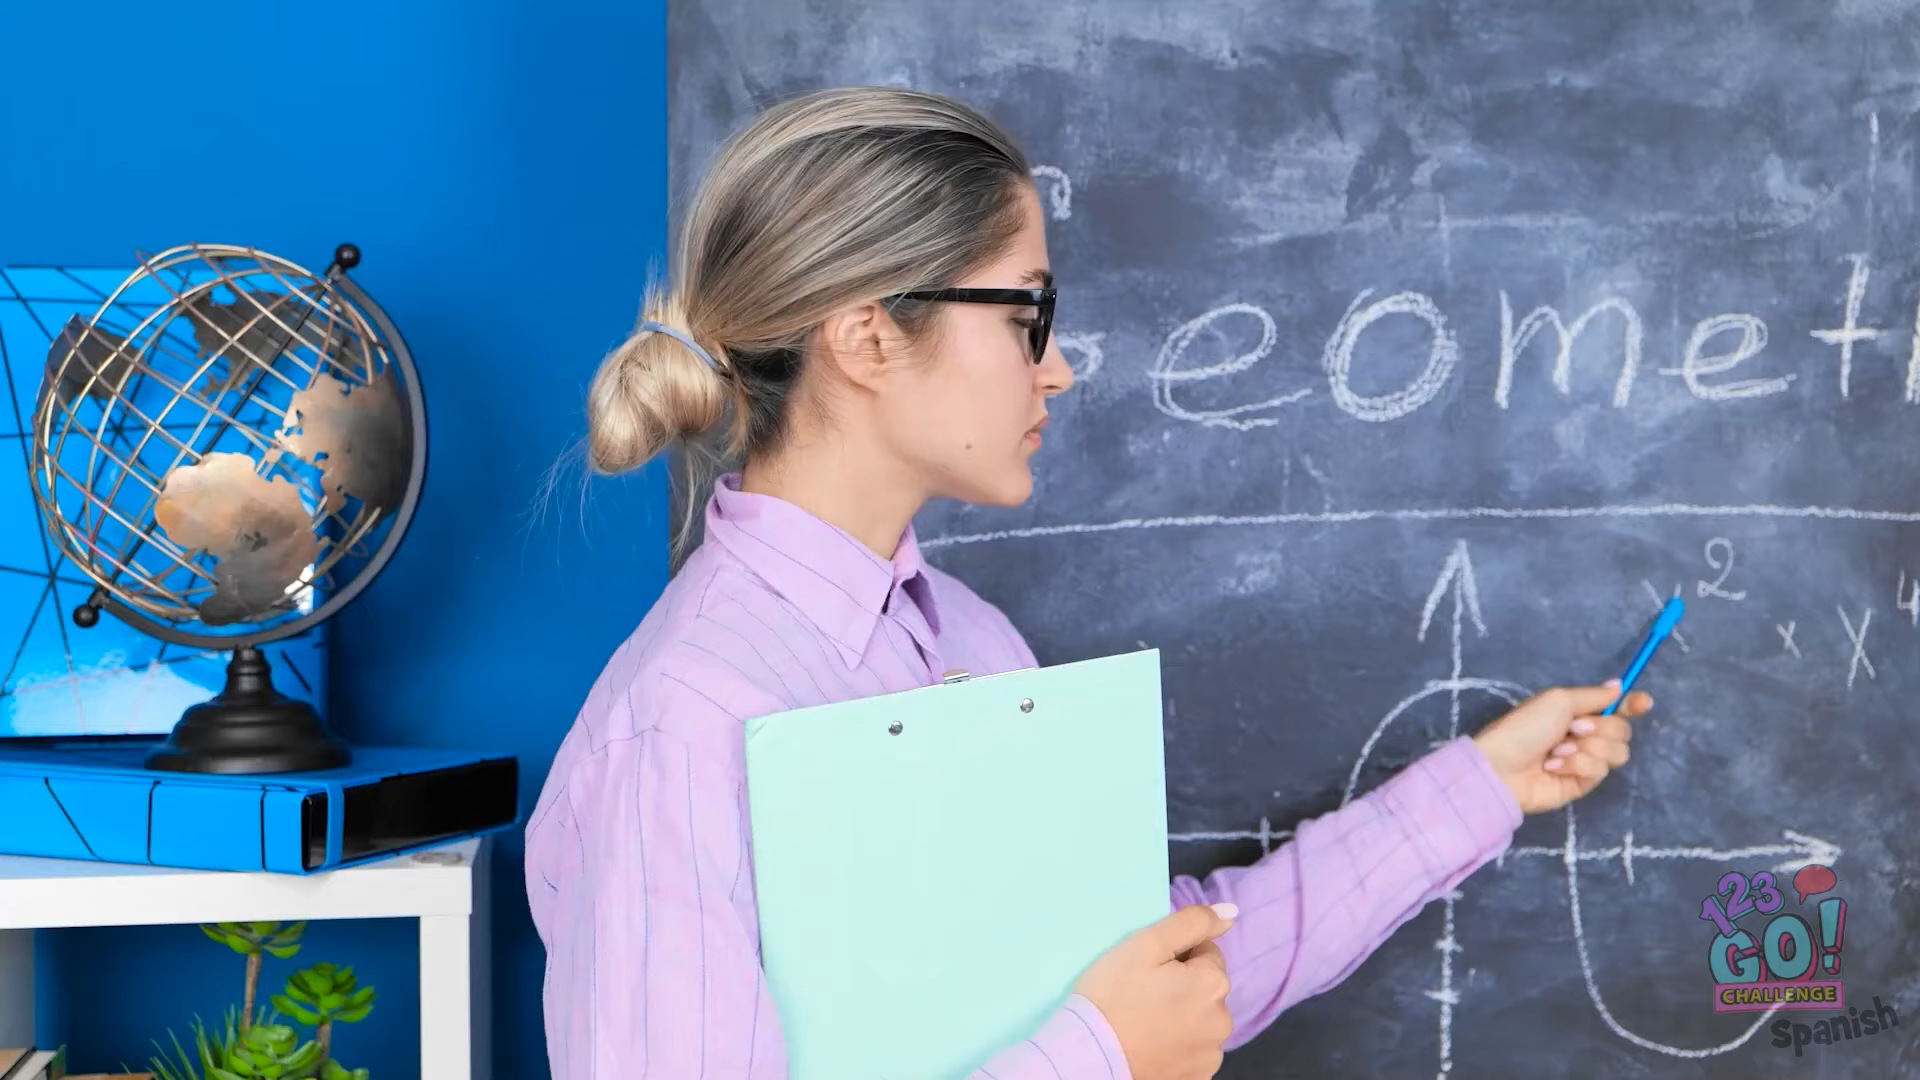 eomet
x² x x⁴
123
GO!
CHALLENGE
Spanish